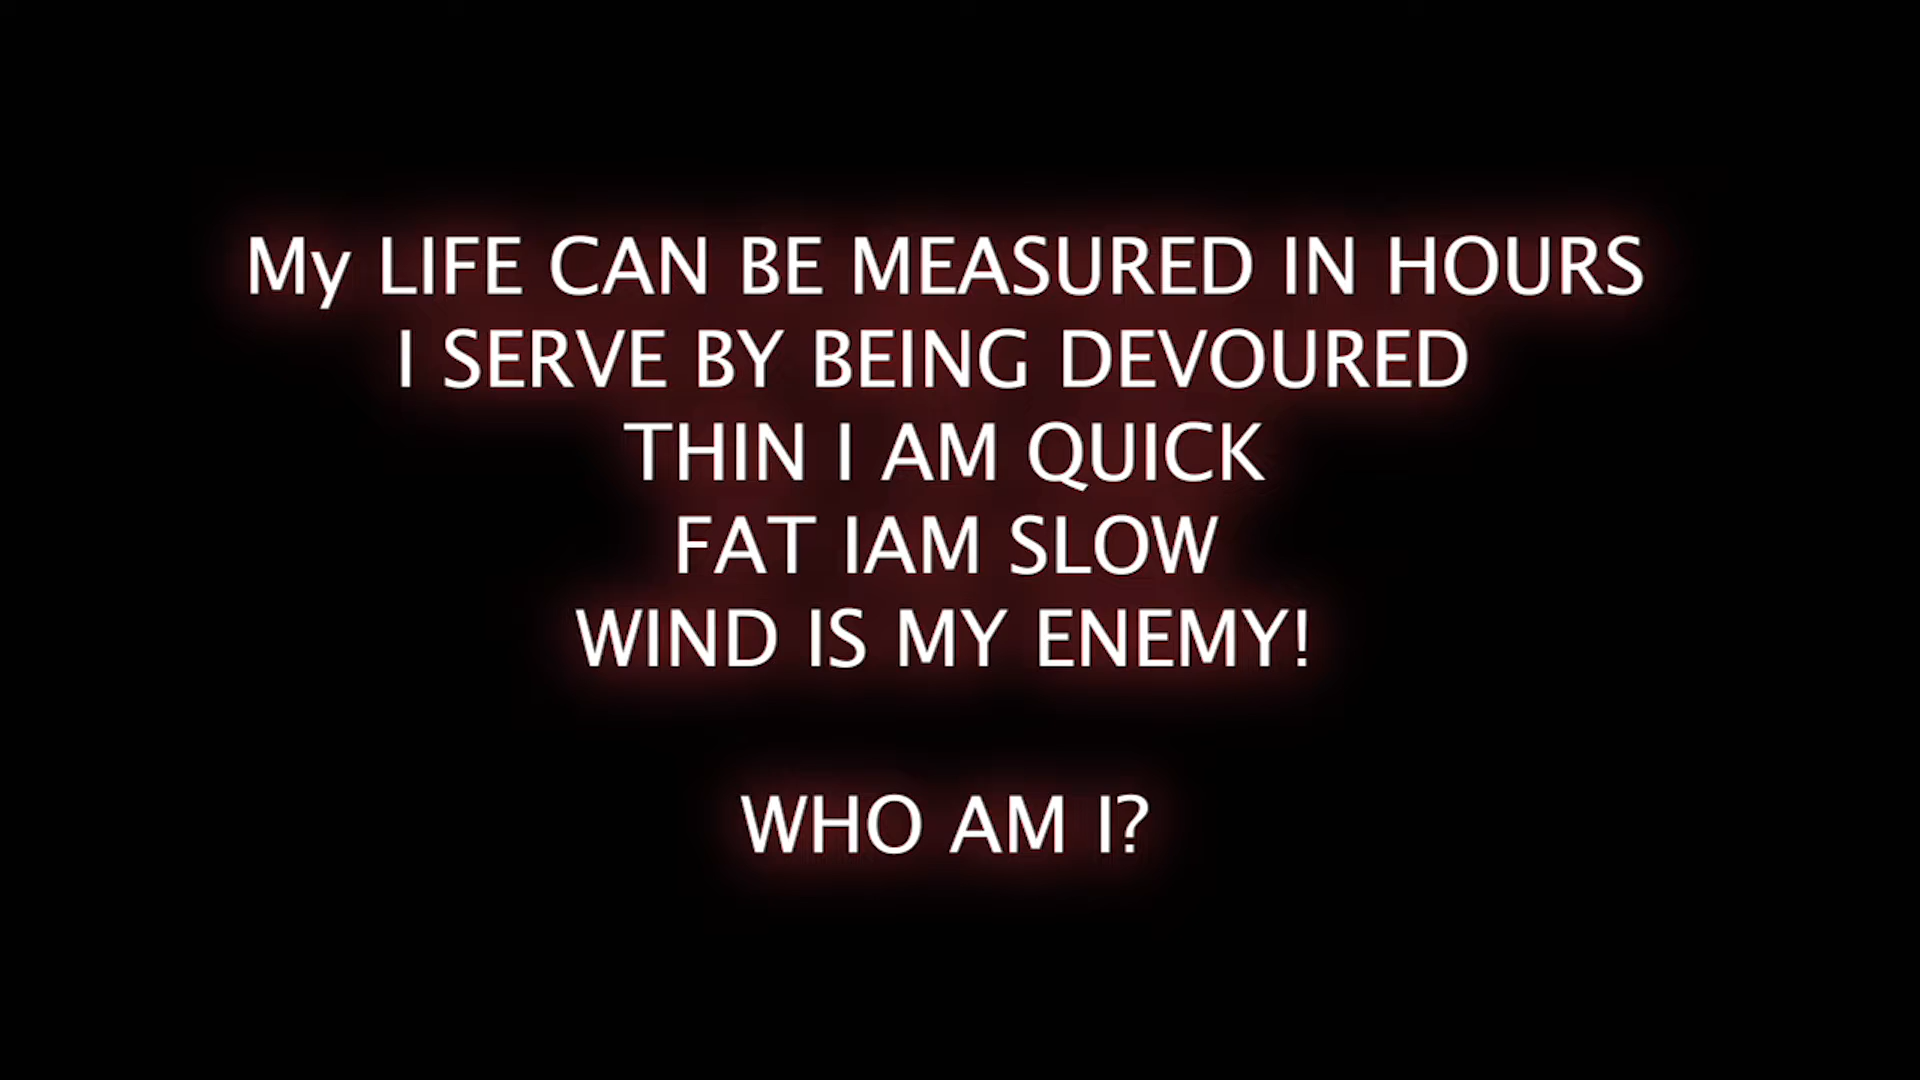 My LIFE CAN BE MEASURED IN HOURS
I SERVE BY BEING DEVOURED
THIN I AM QUICK
FAT IAM SLOW
WIND IS MY ENEMY!
WHO AM I?